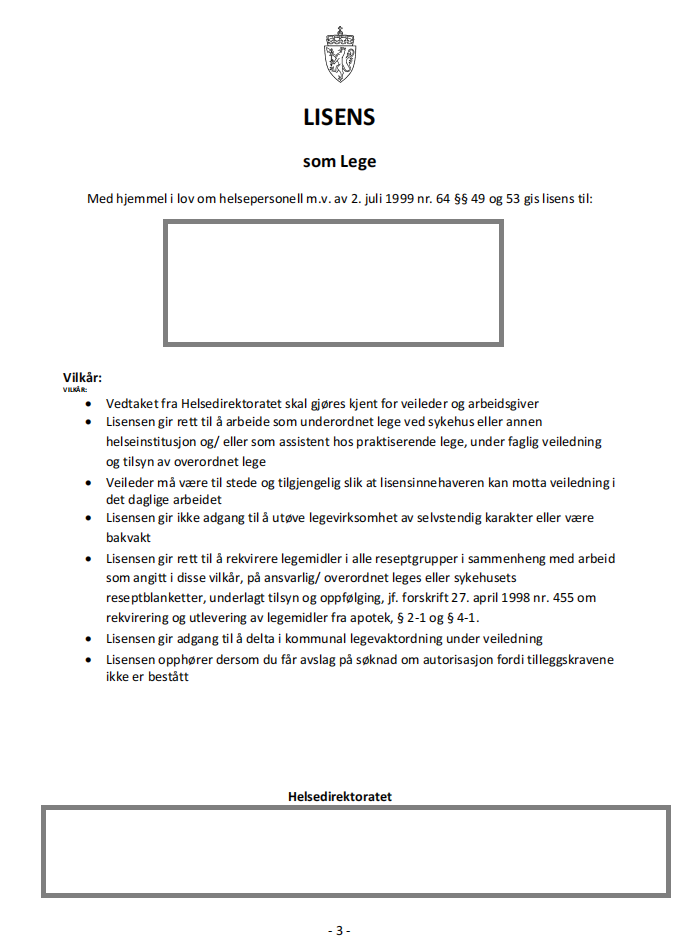 LISENS
som Lege
Med hjemmel i lov om helsepersonell m.v. av 2. juli 1999 nr. 64 §§ 49 og 53 gis lisens til:
Vilkår:
VILKÅR:
• Vedtaket fra Helsedirektoratet skal gjøres kjent for veileder og arbeidsgiver
• Lisensen gir rett til å arbeide som underordnet lege ved sykehus eller annen
helseinstitusjon og/ eller som assistent hos praktiserende lege, under faglig veiledning
og tilsyn av overordnet lege
• Veileder må være til stede og tilgjengelig slik at lisensinnehaveren kan motta veiledning i
det daglige arbeidet
• Lisensen gir ikke adgang til å utøve legevirksomhet av selvstendig karakter eller være
bakvakt
• Lisensen gir rett til å rekvirere legemidler i alle reseptgrupper i sammenheng med arbeid
som angitt i disse vilkår, på ansvarlig/ overordnet leges eller sykehusets
reseptblanketter, underlagt tilsyn og oppfølging, jf. forskrift 27. april 1998 nr. 455 om
rekvirering og utlevering av legemidler fra apotek, § 2-1 og § 4-1.
• Lisensen gir adgang til å delta i kommunal legevaktordning under veiledning
• Lisensen opphører dersom du får avslag på søknad om autorisasjon fordi tilleggskravene
ikke er bestått
Helsedirektoratet
- 3 -